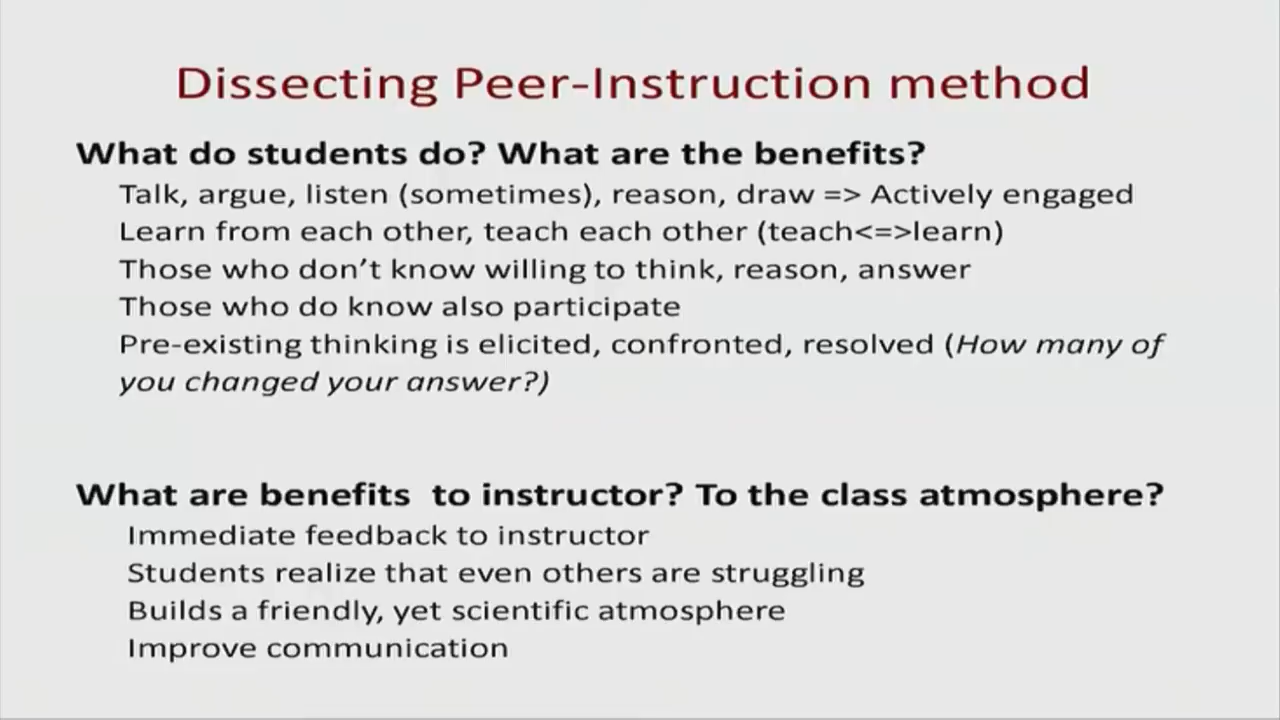 Dissecting Peer-Instruction method
What do students do? What are the benefits?
Talk, argue, listen (sometimes), reason, draw => Actively engaged
Learn from each other, teach each other (teach<=>learn)
Those who don’t know willing to think, reason, answer
Those who do know also participate
Pre-existing thinking is elicited, confronted, resolved (How many of
you changed your answer?)
What are benefits  to instructor? To the class atmosphere?
Immediate feedback to instructor
Students realize that even others are struggling
Builds a friendly, yet scientific atmosphere
Improve communication